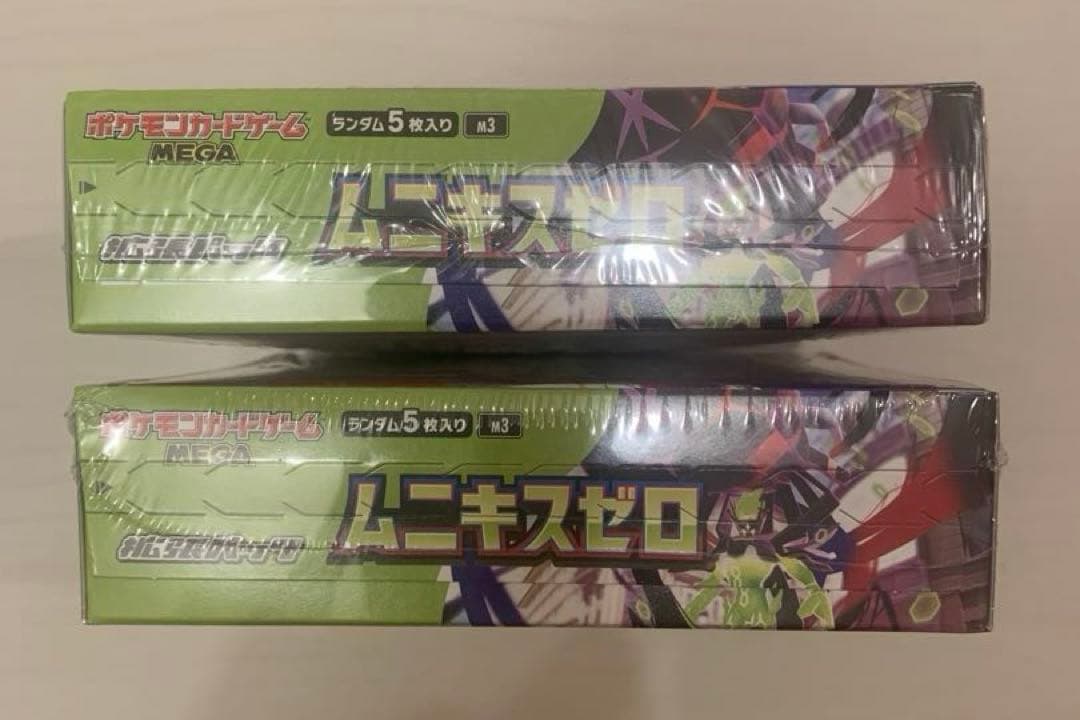 ポケモンカードゲーム
MEGA
ランダム5枚入り M3
拡張パック
ムニキスゼロ
ポケモンカードゲーム
MEGA
ランダム5枚入り M3
拡張パック
ムニキスゼロ